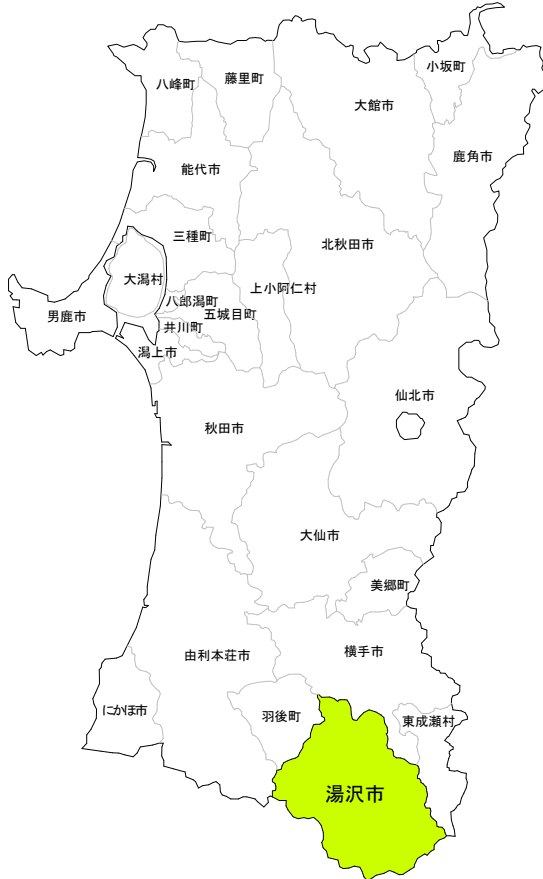 小坂町
藤里町
八峰町
大館市
鹿角市
能代市
三種町
北秋田市
大潟村
上小阿仁村
八郎潟町
五城目町
男鹿市
井川町
潟上市
仙北市
秋田市
大仙市
美郷町
横手市
由利本荘市
にかほ市
羽後町
東成瀬村
湯沢市